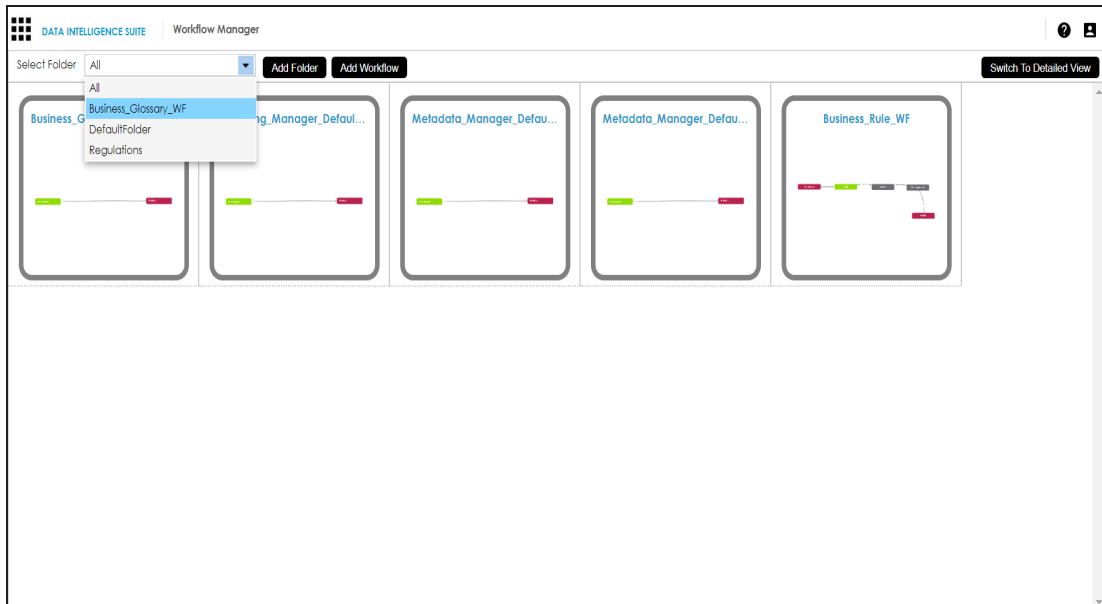 DATA INTELLIGENCE SUITE Workflow Manager
Select Folder All Add Folder Add Workflow Switch To Detailed View
All
Business_Glossary_WF
DefaultFolder
Regulations
Business_G ng_Manager_Defaul... Metadata_Manager_Defau... Metadata_Manager_Defau... Business_Rule_WF